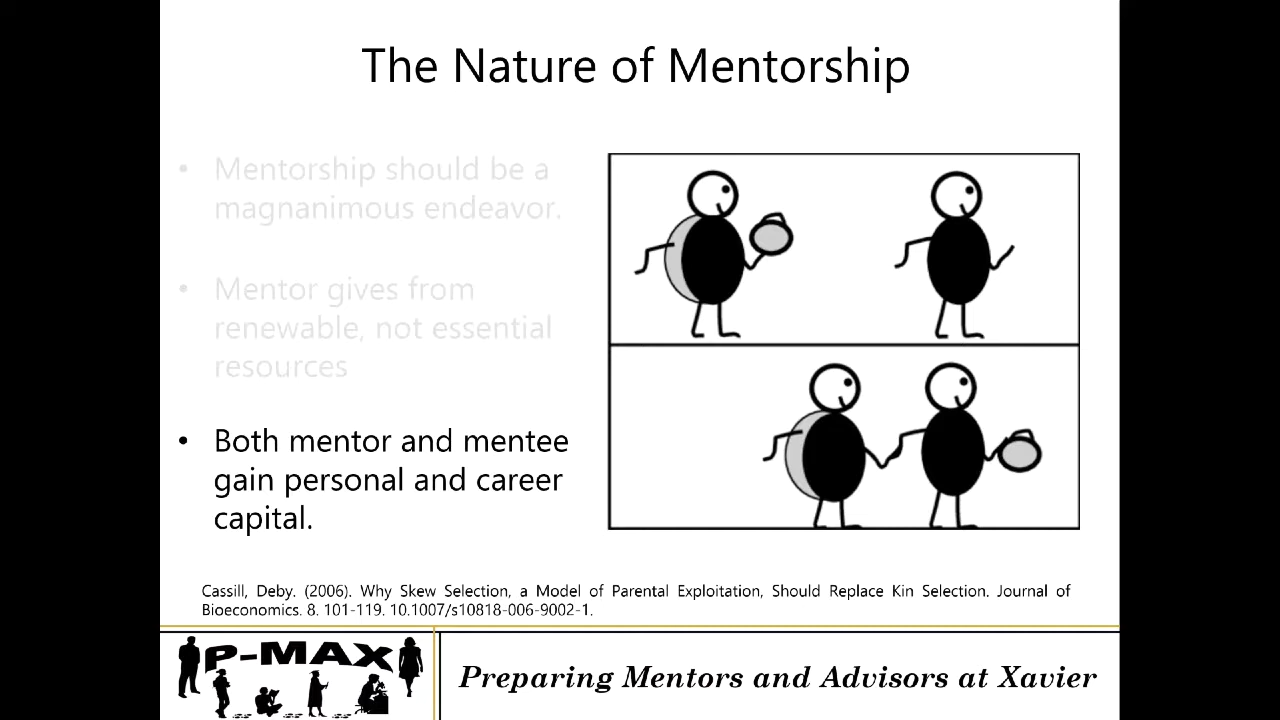 The Nature of Mentorship
• Mentorship should be a
magnanimous endeavor.
• Mentor gives from
renewable, not essential
resources
• Both mentor and mentee
gain personal and career
capital.
Cassill, Deby. (2006). Why Skew Selection, a Model of Parental Exploitation, Should Replace Kin Selection. Journal of
Bioeconomics. 8. 101-119. 10.1007/s10818-006-9002-1.
P-MAX
Preparing Mentors and Advisors at Xavier